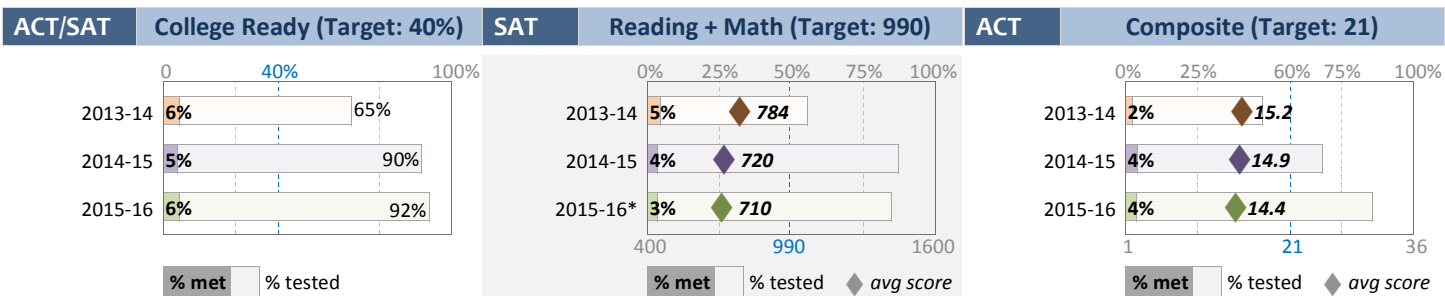 ACT/SAT College Ready (Target: 40%)
0 40% 100%
2013-14 6% 65%
2014-15 5% 90%
2015-16 6% 92%
% met % tested
SAT Reading + Math (Target: 990)
0% 25% 50% 75% 100%
2013-14 5% 784
2014-15 4% 720
2015-16* 3% 710
400 990 1600
% met % tested avg score
ACT Composite (Target: 21)
0% 25% 60% 75% 100%
2013-14 2% 15.2
2014-15 4% 14.9
2015-16 4% 14.4
1 21 36
% met % tested avg score